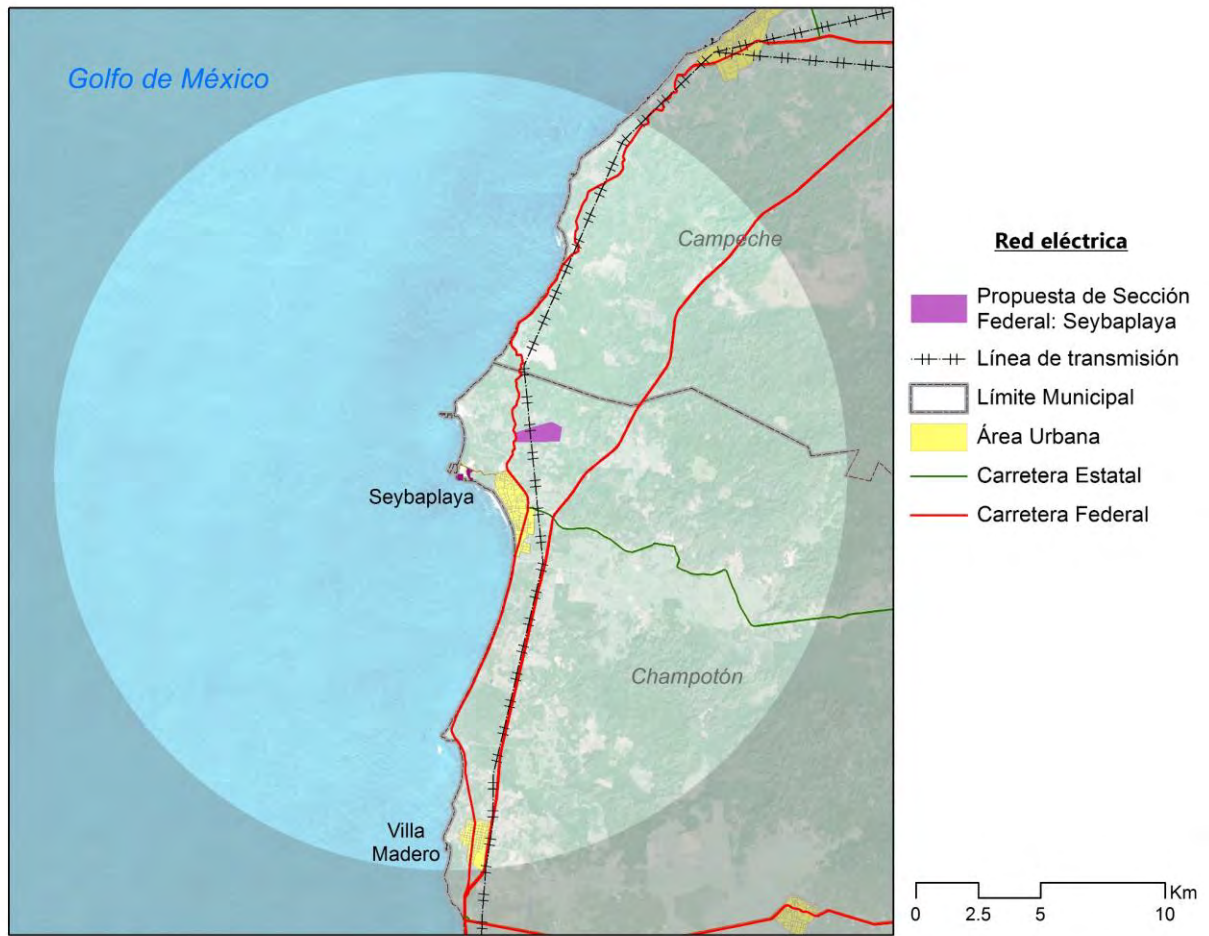 Golfo de México
Campeche
Seybaplaya
Champotón
Villa
Madero
Red eléctrica
Propuesta de Sección
Federal: Seybaplaya
Línea de transmisión
Límite Municipal
Área Urbana
Carretera Estatal
Carretera Federal
Km
0 2.5 5 10